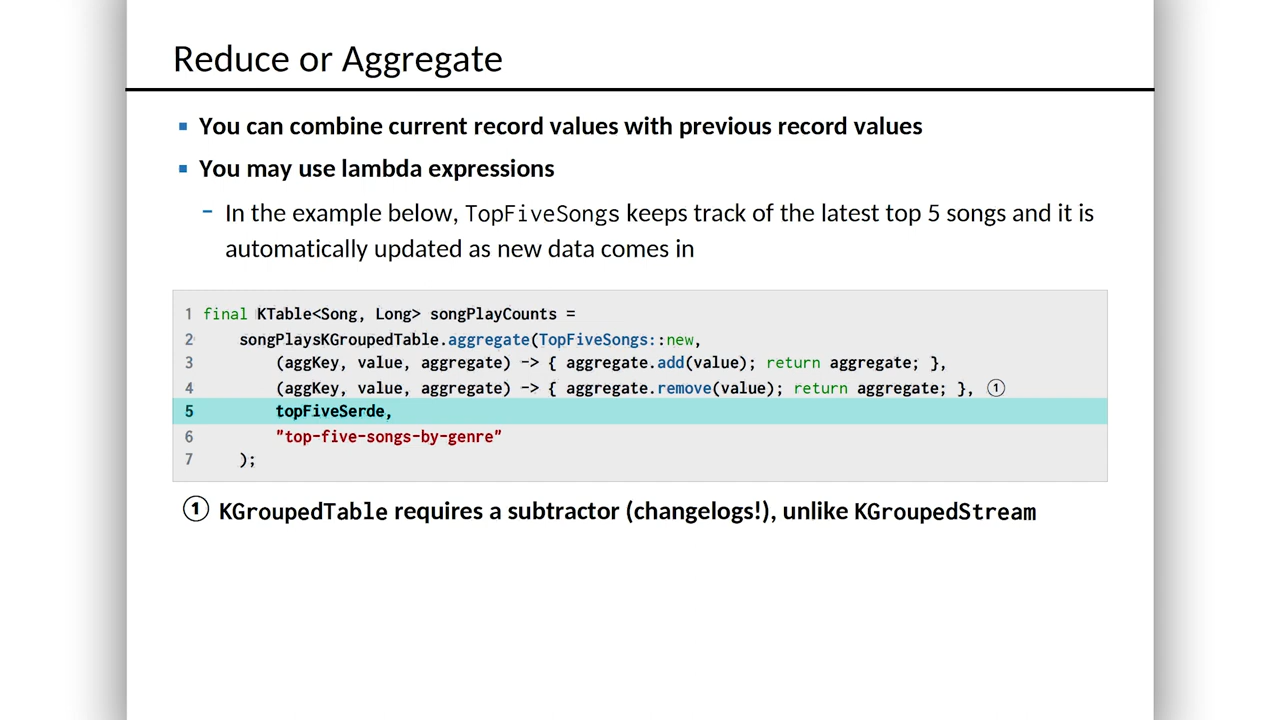 Reduce or Aggregate
▪ You can combine current record values with previous record values
▪ You may use lambda expressions
– In the example below, TopFiveSongs keeps track of the latest top 5 songs and it is
automatically updated as new data comes in
1 final KTable<Song, Long> songPlayCounts =
2 songPlaysKGroupedTable.aggregate(TopFiveSongs::new,
3 (aggKey, value, aggregate) -> { aggregate.add(value); return aggregate; },
4 (aggKey, value, aggregate) -> { aggregate.remove(value); return aggregate; }, ①
5 topFiveSerde,
6 "top-five-songs-by-genre"
7 );
① KGroupedTable requires a subtractor (changelogs!), unlike KGroupedStream